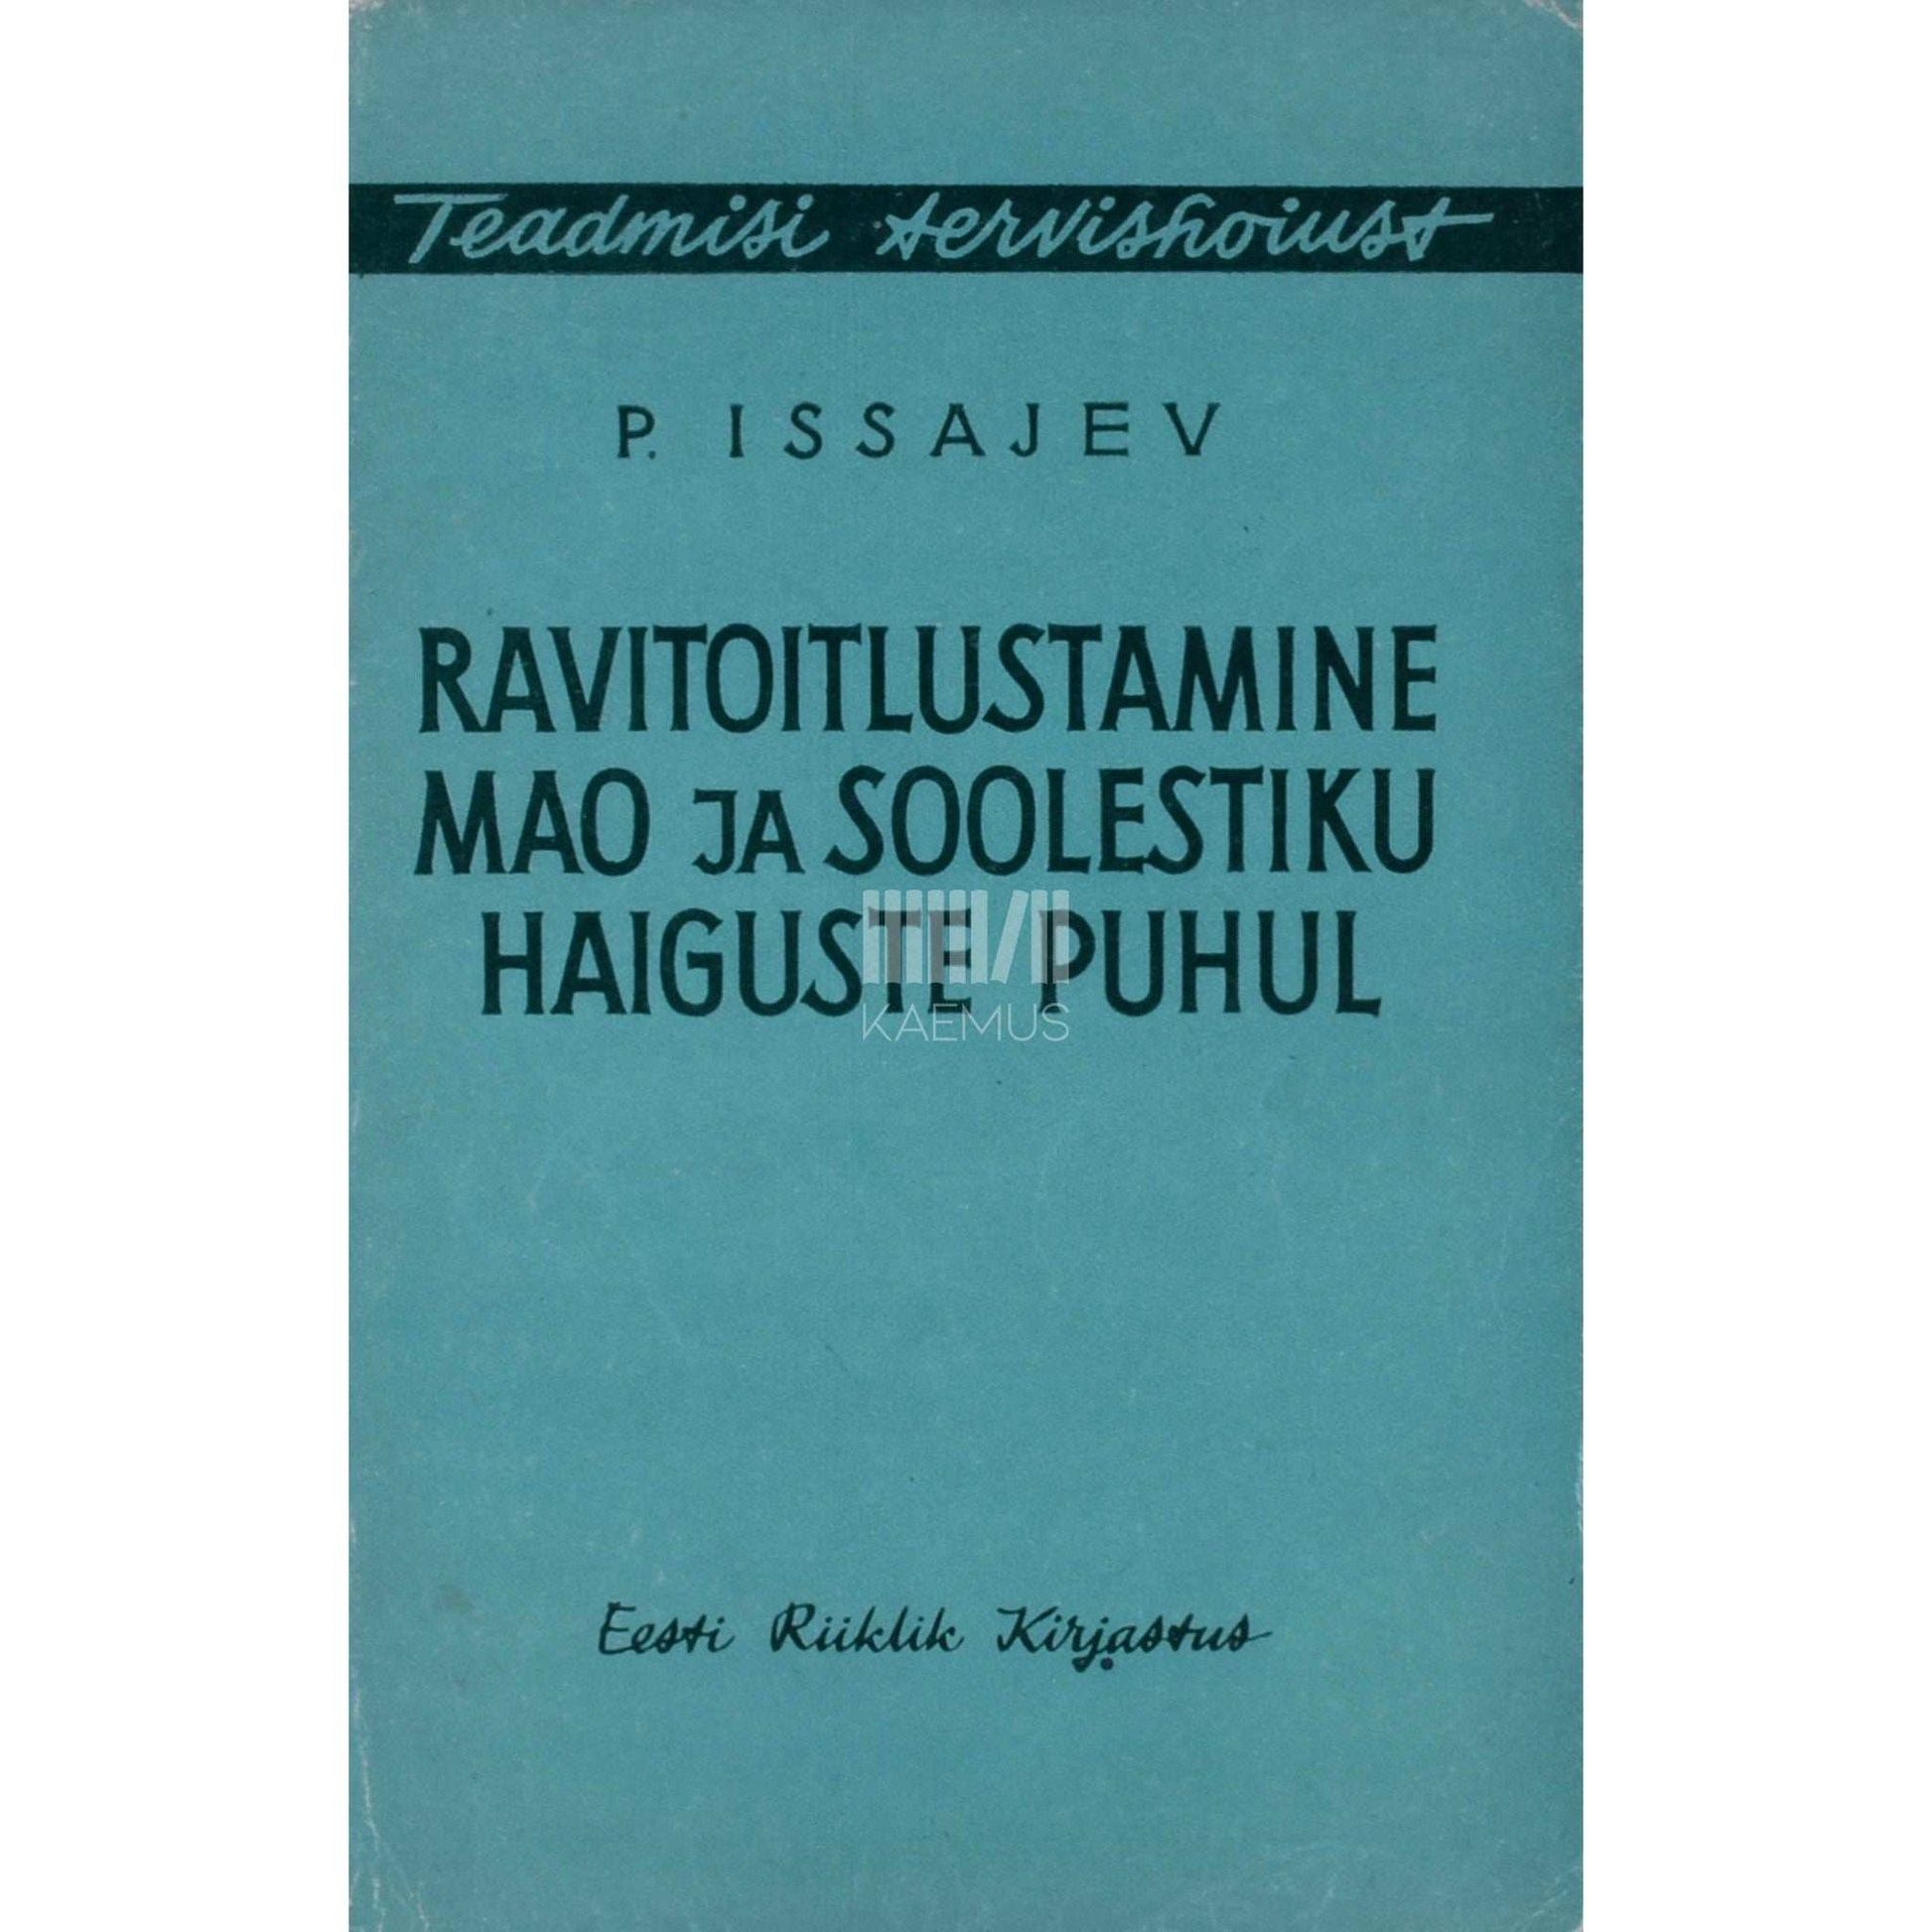 Teadmisi tervishoiust
P. ISSAJEV
RAVITOITLUSTAMINE
MAO JA SOOLESTIKU
HAIGUSTE PUHUL
KAEMUS
Eesti Riiklik Kirjastus